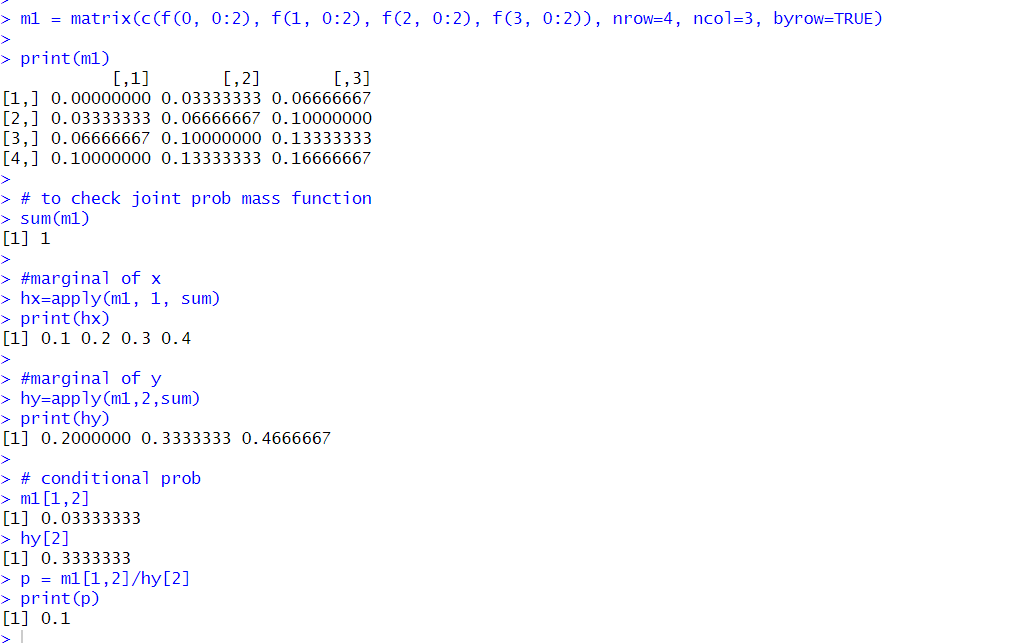 > m1 = matrix(c(f(0, 0:2), f(1, 0:2), f(2, 0:2), f(3, 0:2)), nrow=4, ncol=3, byrow=TRUE)
>
> print(m1)
           [,1]       [,2]       [,3]
[1,] 0.00000000 0.03333333 0.06666667
[2,] 0.03333333 0.06666667 0.10000000
[3,] 0.06666667 0.10000000 0.13333333
[4,] 0.10000000 0.13333333 0.16666667
>
> # to check joint prob mass function
> sum(m1)
[1] 1
>
> #marginal of x
> hx=apply(m1, 1, sum)
> print(hx)
[1] 0.1 0.2 0.3 0.4
>
> #marginal of y
> hy=apply(m1,2,sum)
> print(hy)
[1] 0.2000000 0.3333333 0.4666667
>
> # conditional prob
> m1[1,2]
[1] 0.03333333
> hy[2]
[1] 0.3333333
> p = m1[1,2]/hy[2]
> print(p)
[1] 0.1
>